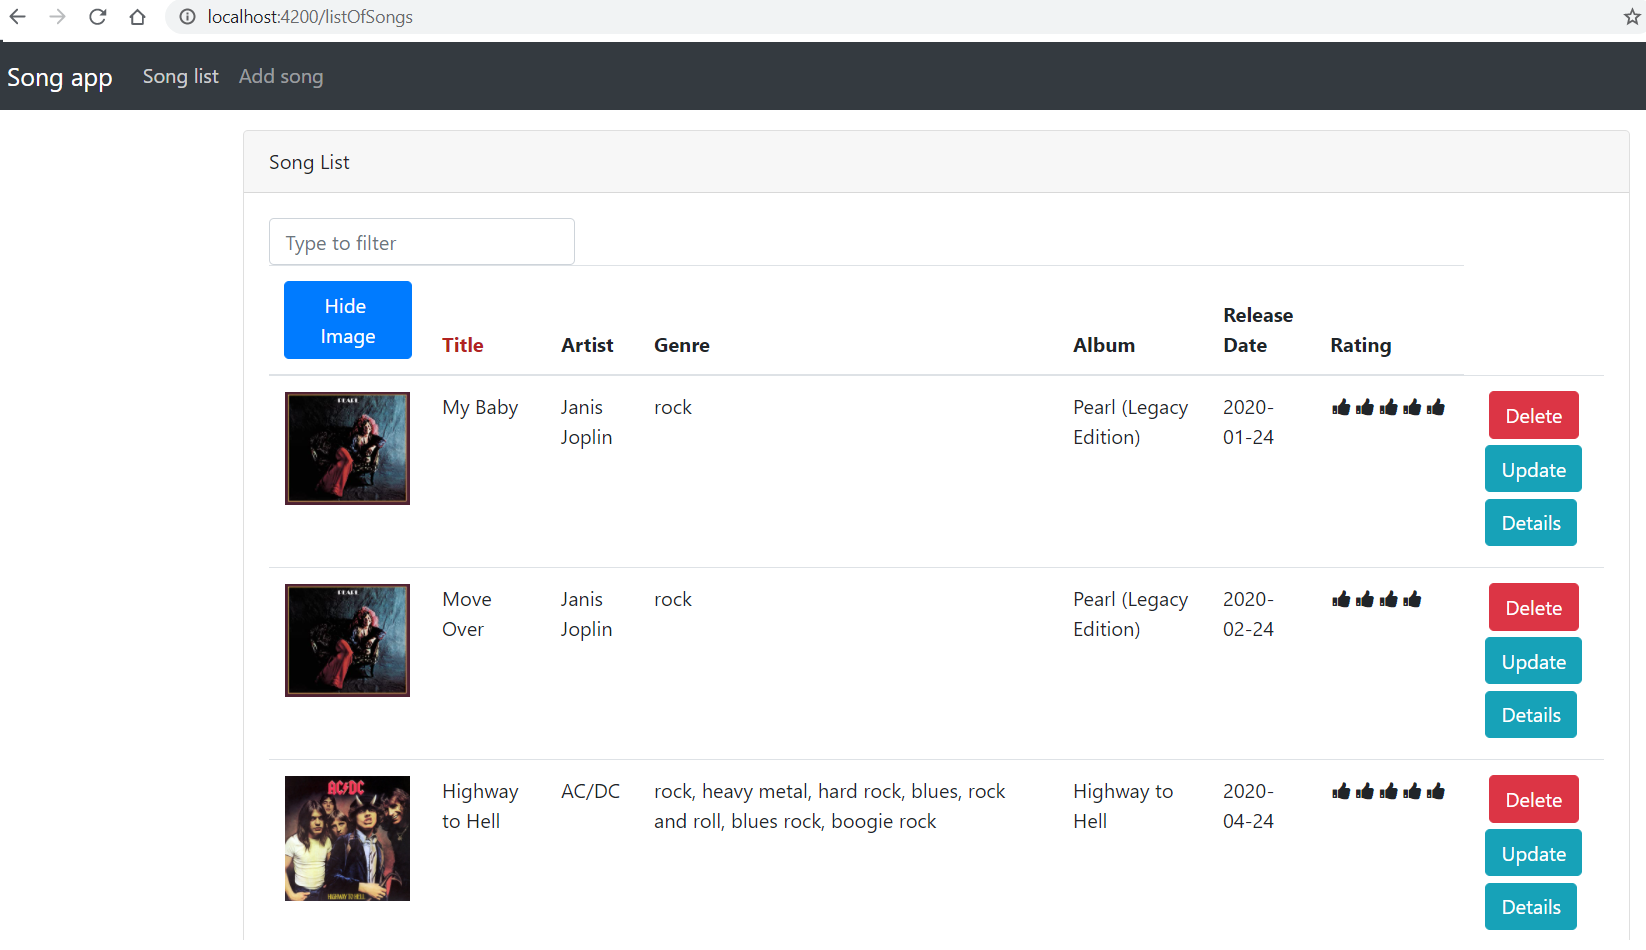 localhost:4200/listOfSongs
Song app Song list Add song
Song List
Type to filter
Hide
Image
Title Artist Genre Album Release
Date Rating
PEARL
My Baby Janis
Joplin rock Pearl (Legacy
Edition) 2020-
01-24
Delete
Update
Details
PEARL
Move
Over Janis
Joplin rock Pearl (Legacy
Edition) 2020-
02-24
Delete
Update
Details
AC/DC
HIGHWAY TO HELL
Highway
to Hell AC/DC rock, heavy metal, hard rock, blues, rock
and roll, blues rock, boogie rock Highway to
Hell 2020-
04-24
Delete
Update
Details